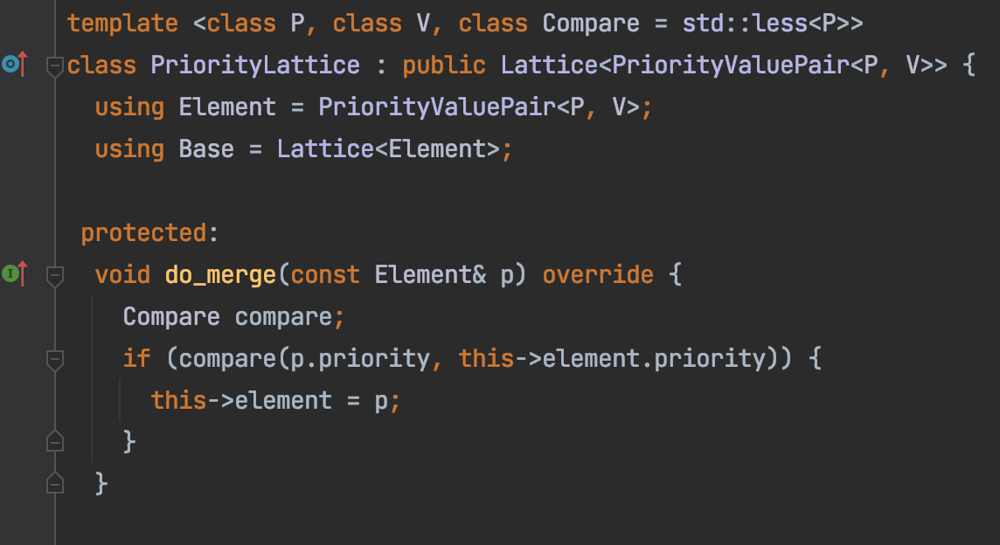 template <class P, class V, class Compare = std::less<P>>
class PriorityLattice : public Lattice<PriorityValuePair<P, V>> {
  using Element = PriorityValuePair<P, V>;
  using Base = Lattice<Element>;

 protected:
  void do_merge(const Element& p) override {
    Compare compare;
    if (compare(p.priority, this->element.priority)) {
      this->element = p;
    }
  }